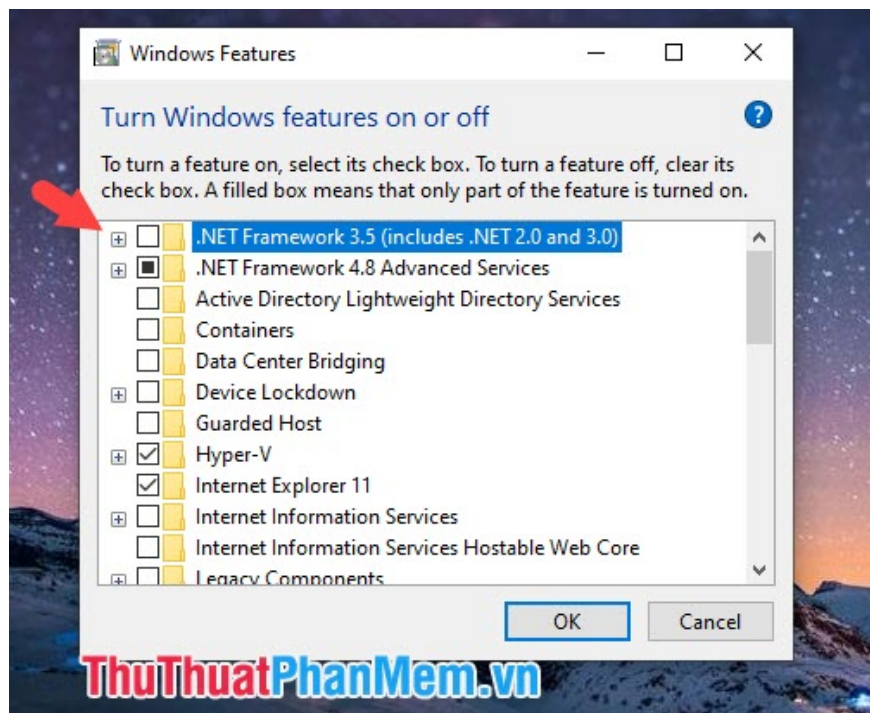 Windows Features
Turn Windows features on or off
To turn a feature on, select its check box. To turn a feature off, clear its
check box. A filled box means that only part of the feature is turned on.
.NET Framework 3.5 (includes .NET 2.0 and 3.0)
.NET Framework 4.8 Advanced Services
Active Directory Lightweight Directory Services
Containers
Data Center Bridging
Device Lockdown
Guarded Host
Hyper-V
Internet Explorer 11
Internet Information Services
Internet Information Services Hostable Web Core
Legacy Components
OK Cancel
ThuThuatPhanMem.vn